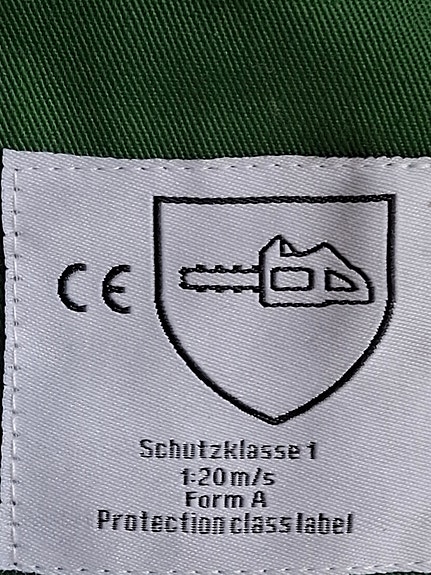 CE
Schutzklasse 1
1:20 m/s
Form A
Protection class label